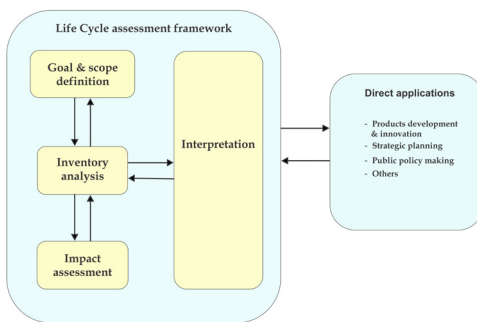 Life Cycle assessment framework
Goal & scope
definition
Inventory
analysis
Impact
assessment
Interpretation
Direct applications
- Products development
& innovation
- Strategic planning
- Public policy making
- Others